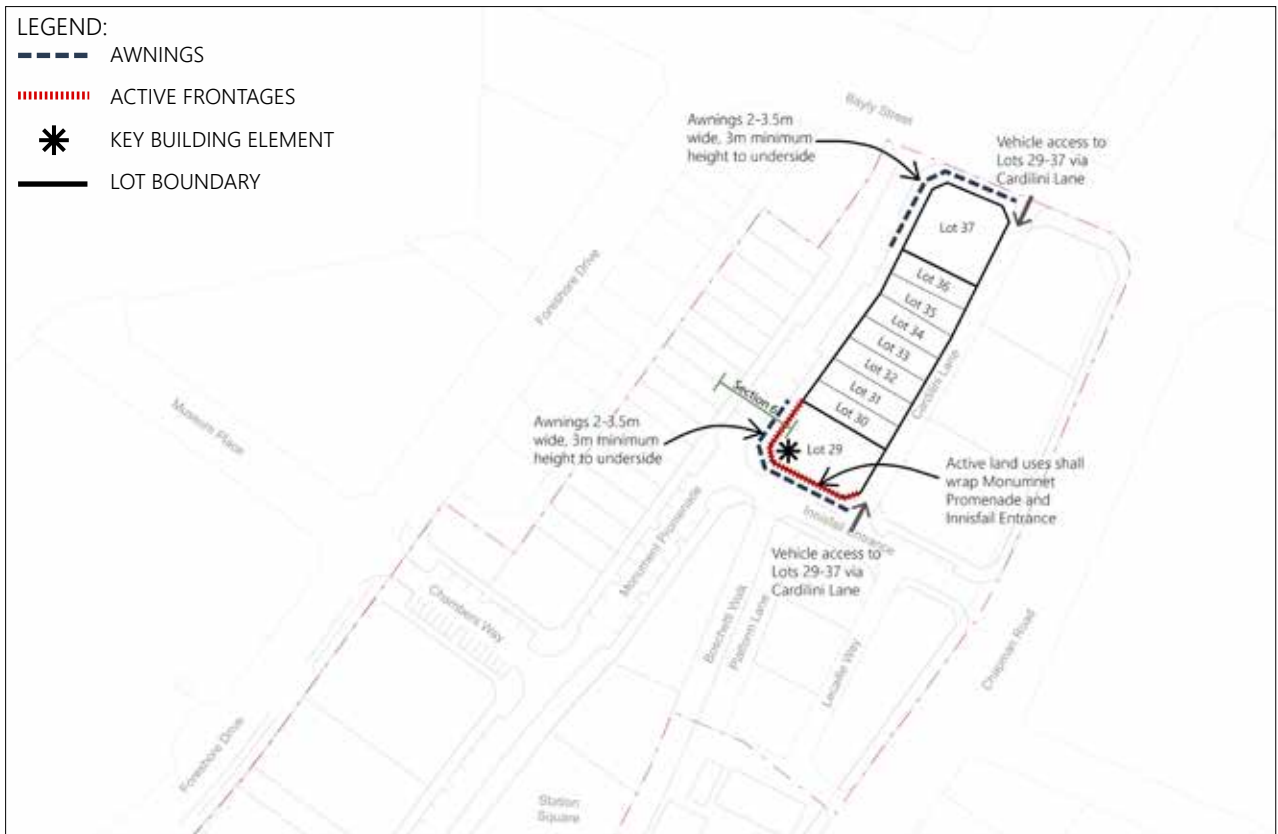 LEGEND:
AWNINGS
ACTIVE FRONTAGES
KEY BUILDING ELEMENT
LOT BOUNDARY
Bayly Street
Awnings 2-3.5m
wide, 3m minimum
height to underside
Vehicle access to
Lots 29-37 via
Cardilini Lane
Lot 37
Lot 36
Lot 35
Lot 34
Lot 33
Lot 32
Lot 31
Lot 30
Lot 29
Foreshore Drive
Cardilini Lane
Section 6
Museum Place
Awnings 2-3.5m
wide, 3m minimum
height to underside
Active land uses shall
wrap Monumnet
Promenade and
Innisfail Entrance
Innisfail Entrance
Monument Promenade
Vehicle access to
Lots 29-37 via
Cardilini Lane
Chambers Way
Boschetti Walk
Platform Lane
Lecaille Way
Chapman Road
Foreshore Drive
Station
Square